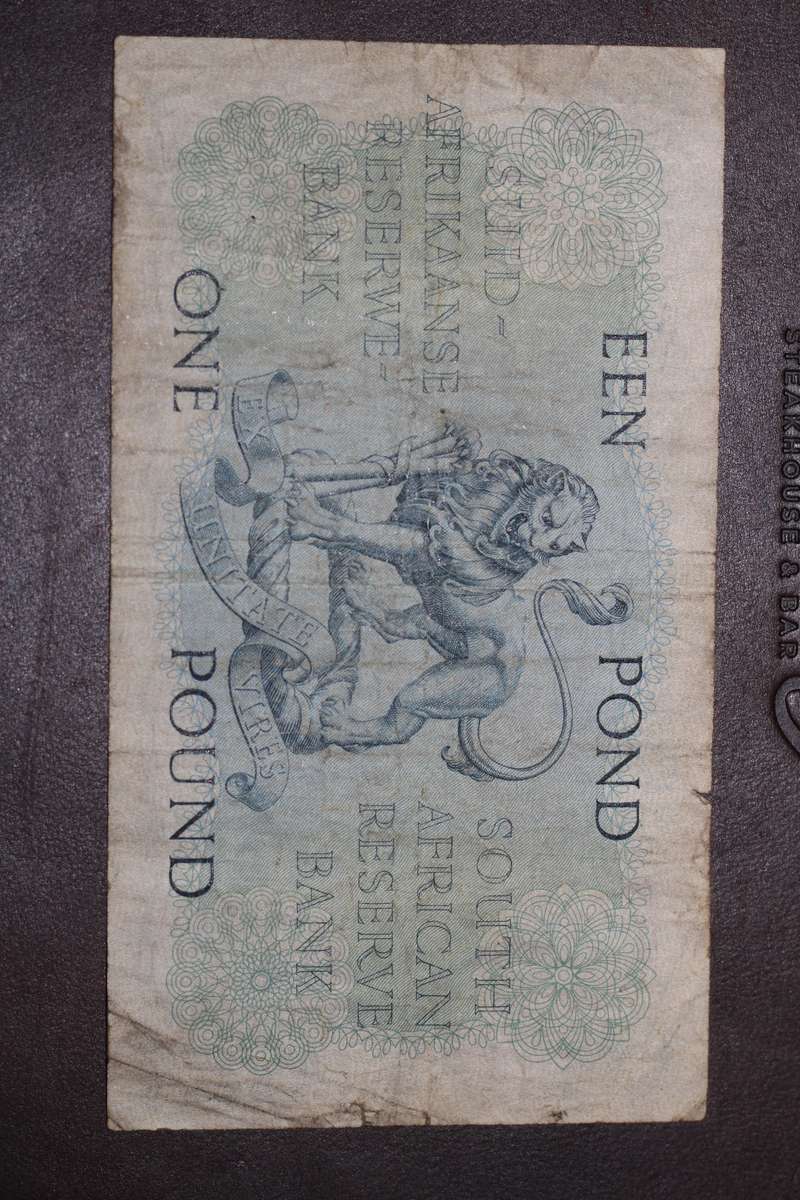 EEN POND
SUID-
AFRIKAANSE
RESERWE-
BANK
SOUTH
AFRICAN
RESERVE
BANK
EX UNITATE VIRES
ONE POUND
STEAKHOUSE & BAR